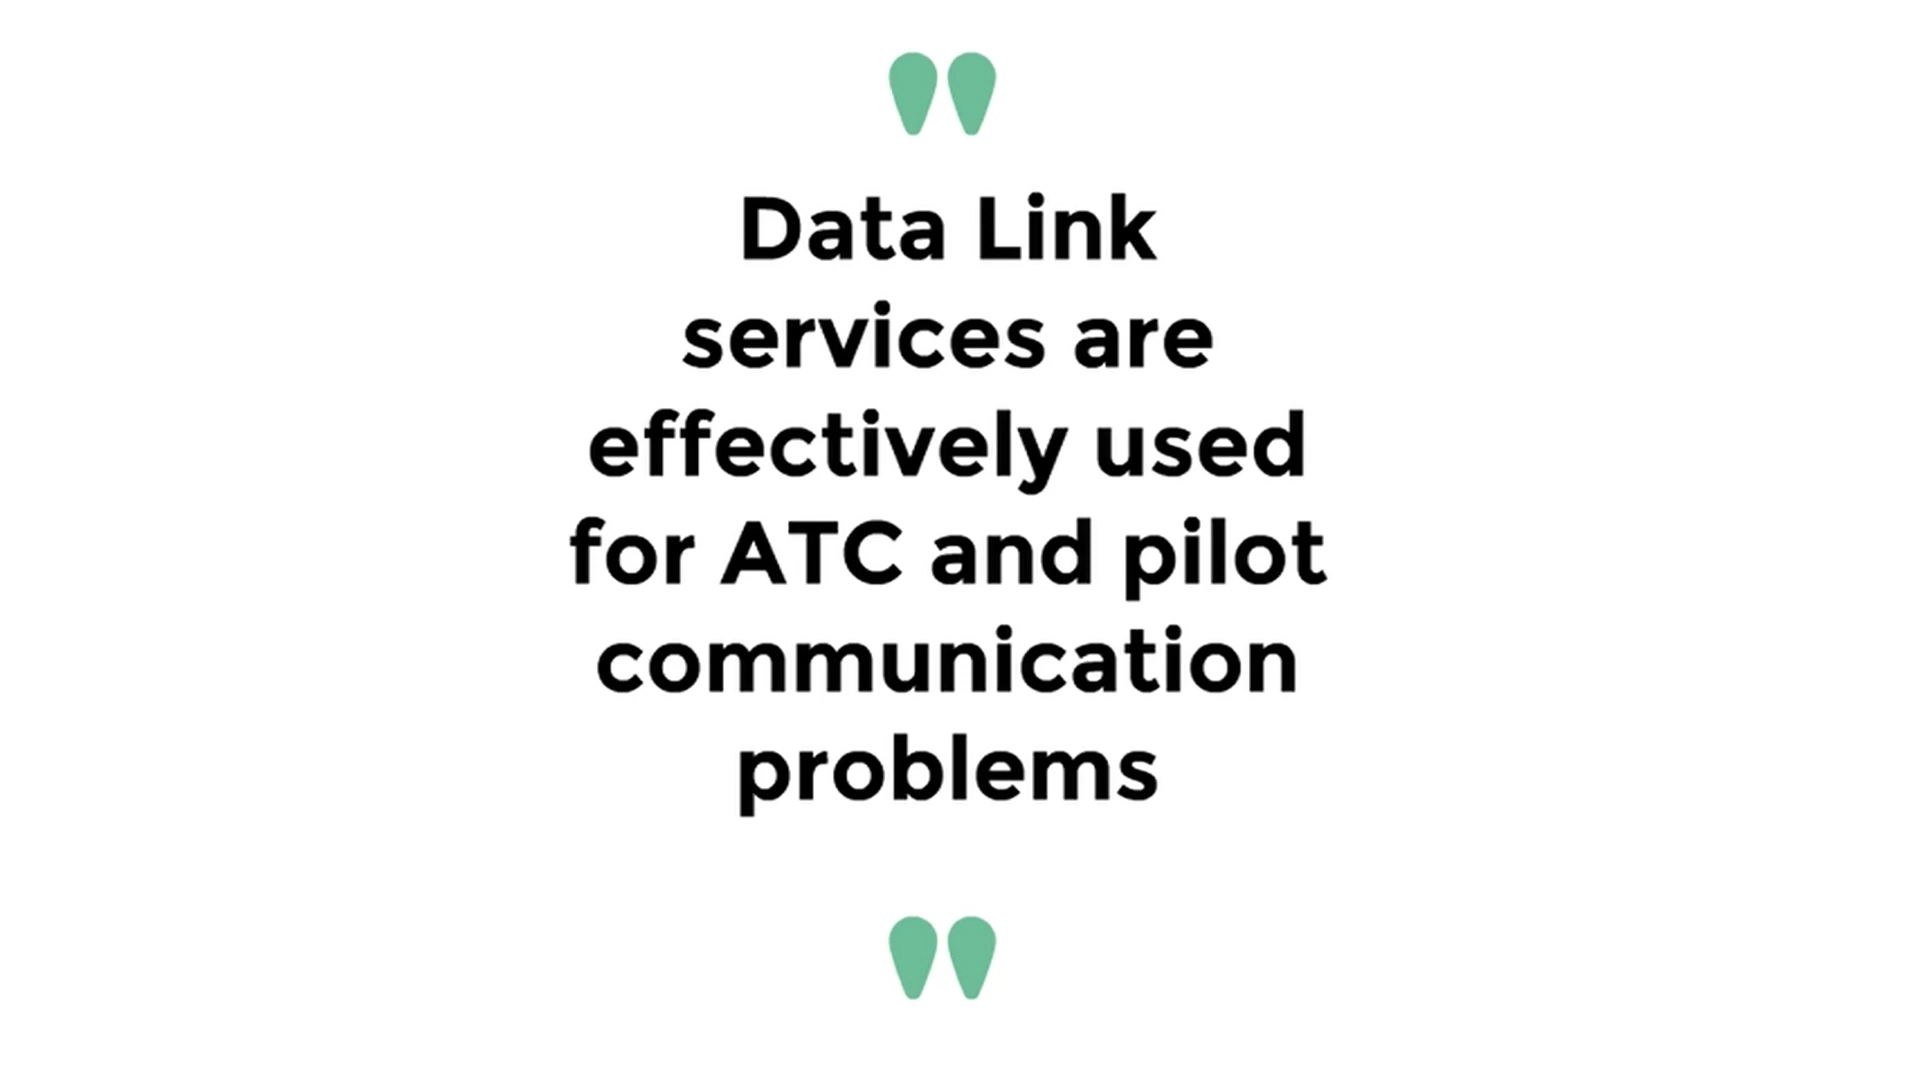 "
Data Link
services are
effectively used
for ATC and pilot
communication
problems
"